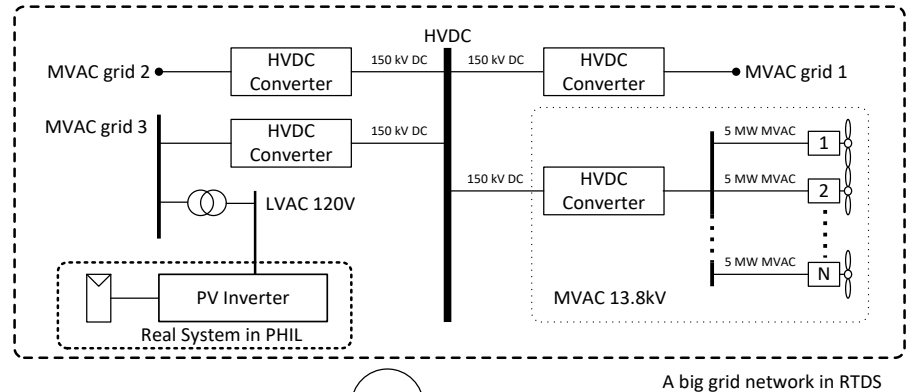 HVDC
MVAC grid 2
HVDC
Converter
150 kV DC
150 kV DC
HVDC
Converter
MVAC grid 1
MVAC grid 3
HVDC
Converter
150 kV DC
LVAC 120V
PV Inverter
Real System in PHIL
150 kV DC
HVDC
Converter
5 MW MVAC
1
5 MW MVAC
2
5 MW MVAC
N
MVAC 13.8kV
A big grid network in RTDS